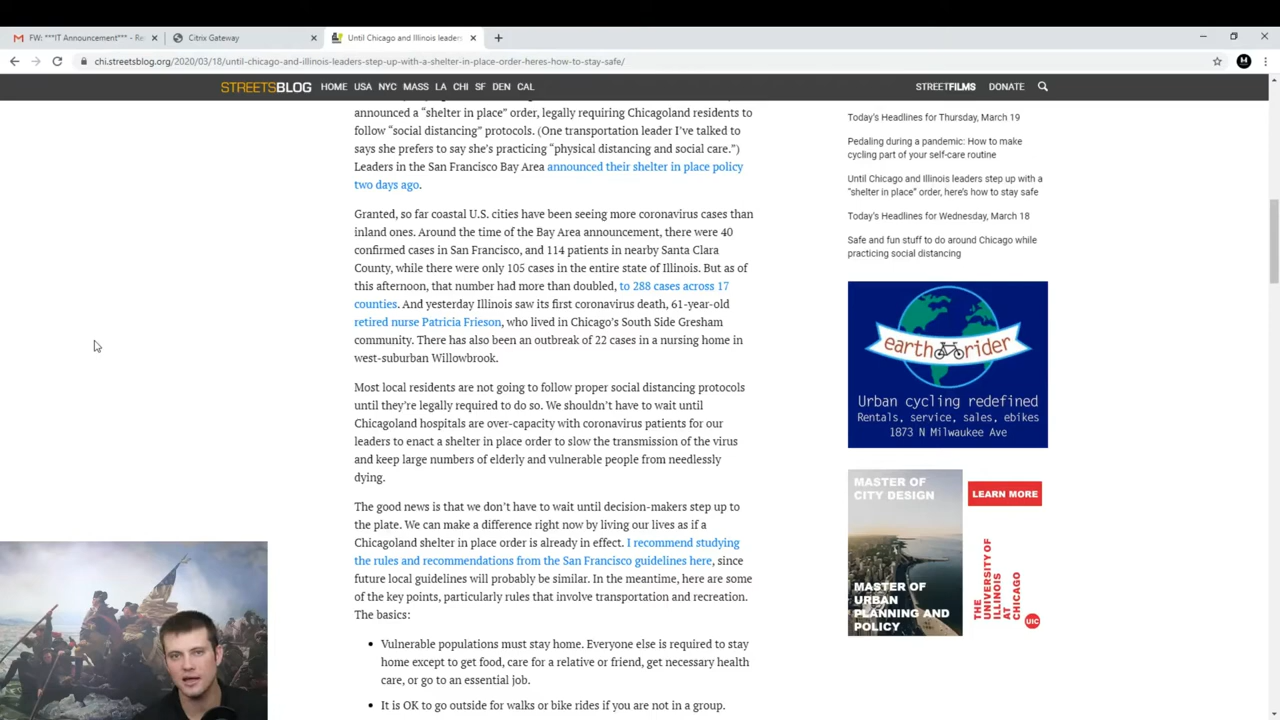 FW: ***IT Announcement*** - Re
Citrix Gateway
Until Chicago and Illinois leaders
chi.streetsblog.org/2020/03/18/until-chicago-and-illinois-leaders-step-up-with-a-shelter-in-place-order-heres-how-to-stay-safe/
STREETSBLOG HOME USA NYC MASS LA CHI SF DEN CAL STREETFILMS DONATE
announced a “shelter in place” order, legally requiring Chicagoland residents to
follow “social distancing” protocols. (One transportation leader I’ve talked to
says she prefers to say she’s practicing “physical distancing and social care.”)
Leaders in the San Francisco Bay Area announced their shelter in place policy
two days ago.
Granted, so far coastal U.S. cities have been seeing more coronavirus cases than
inland ones. Around the time of the Bay Area announcement, there were 40
confirmed cases in San Francisco, and 114 patients in nearby Santa Clara
County, while there were only 105 cases in the entire state of Illinois. But as of
this afternoon, that number had more than doubled, to 288 cases across 17
counties. And yesterday Illinois saw its first coronavirus death, 61-year-old
retired nurse Patricia Frieson, who lived in Chicago’s South Side Gresham
community. There has also been an outbreak of 22 cases in a nursing home in
west-suburban Willowbrook.
Most local residents are not going to follow proper social distancing protocols
until they’re legally required to do so. We shouldn’t have to wait until
Chicagoland hospitals are over-capacity with coronavirus patients for our
leaders to enact a shelter in place order to slow the transmission of the virus
and keep large numbers of elderly and vulnerable people from needlessly
dying.
The good news is that we don’t have to wait until decision-makers step up to
the plate. We can make a difference right now by living our lives as if a
Chicagoland shelter in place order is already in effect. I recommend studying
the rules and recommendations from the San Francisco guidelines here, since
future local guidelines will probably be similar. In the meantime, here are some
of the key points, particularly rules that involve transportation and recreation.
The basics:
• Vulnerable populations must stay home. Everyone else is required to stay
home except to get food, care for a relative or friend, get necessary health
care, or go to an essential job.
• It is OK to go outside for walks or bike rides if you are not in a group.
Today’s Headlines for Thursday, March 19
Pedaling during a pandemic: How to make
cycling part of your self-care routine
Until Chicago and Illinois leaders step up with a
“shelter in place” order, here’s how to stay safe
Today’s Headlines for Wednesday, March 18
Safe and fun stuff to do around Chicago while
practicing social distancing
earth rider
Urban cycling redefined
Rentals, service, sales, ebikes
1873 N Milwaukee Ave
MASTER OF
CITY DESIGN
MASTER OF
URBAN
PLANNING AND
POLICY
LEARN MORE
THE
UNIVERSITY OF
ILLINOIS
AT
CHICAGO
UIC